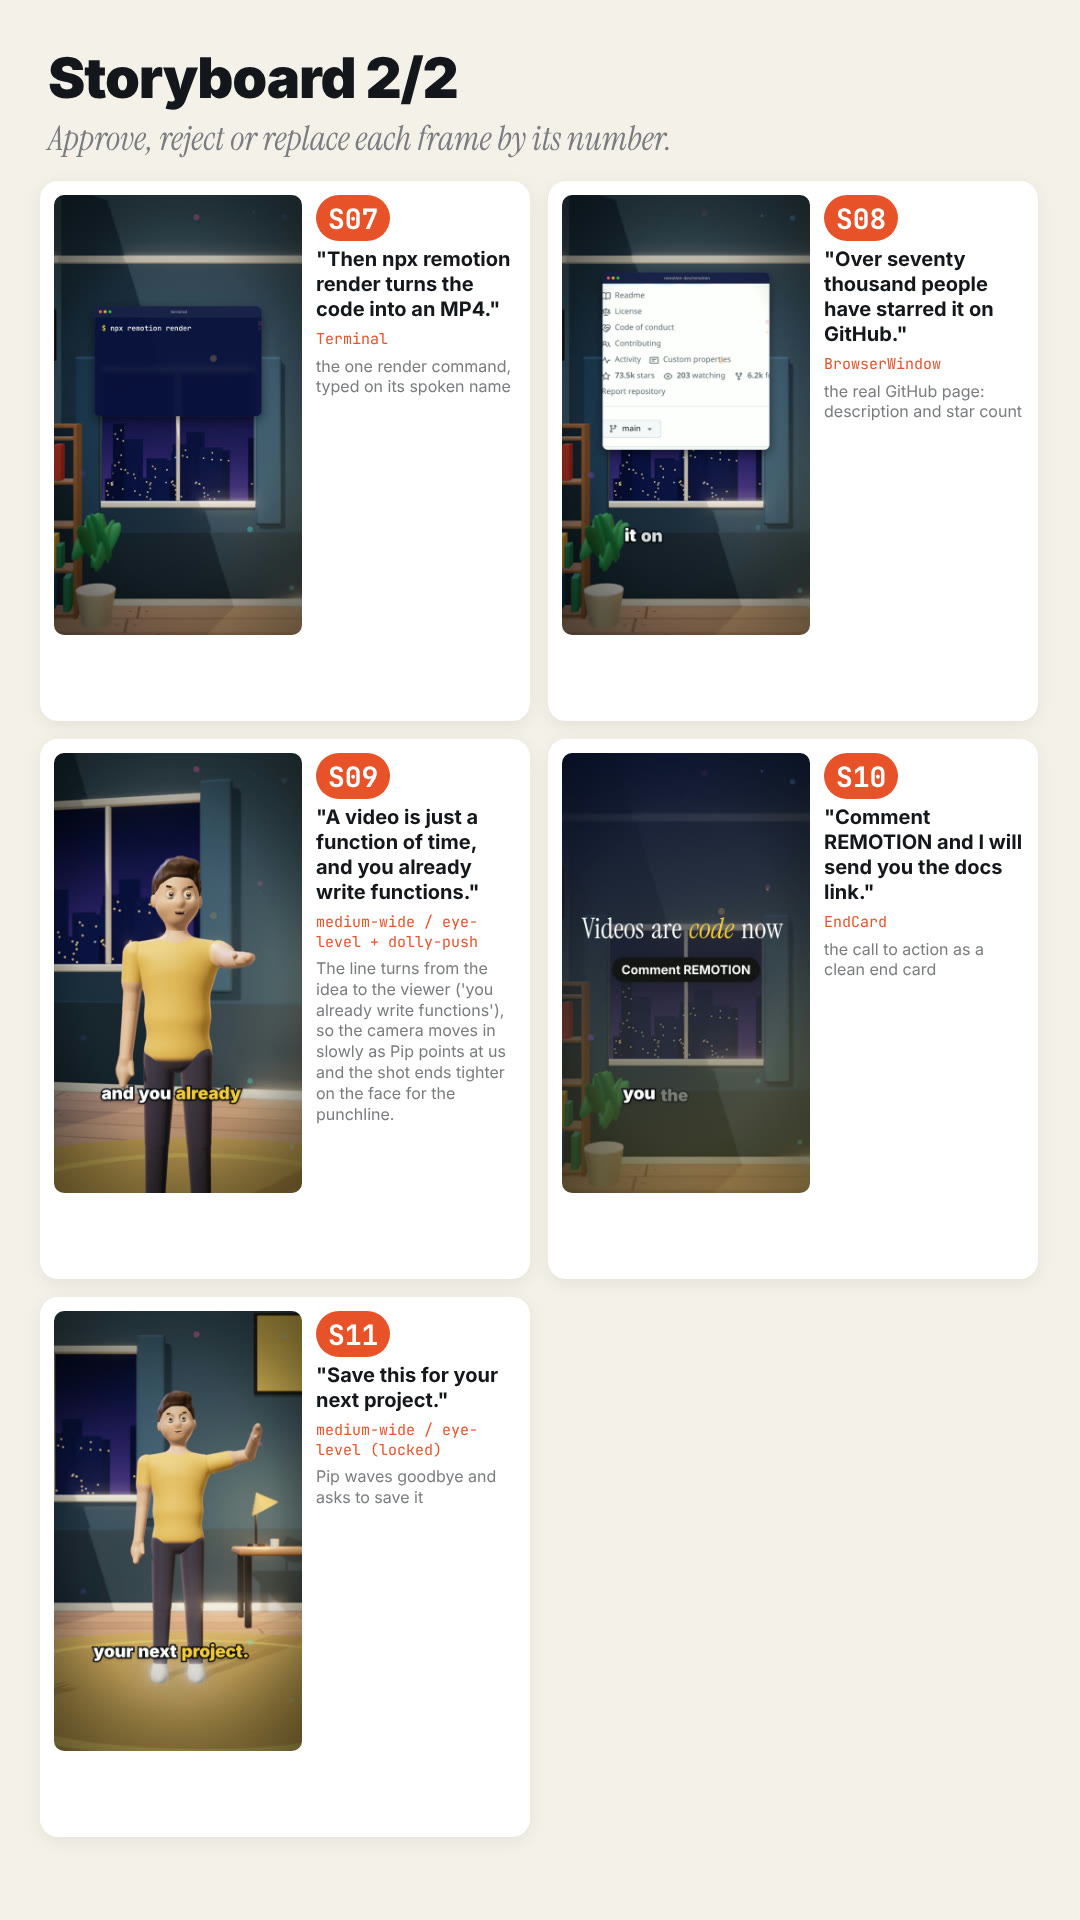 Storyboard 2/2
Approve, reject or replace each frame by its number.
$ npx remotion render
S07
"Then npx remotion
render turns the
code into an MP4."
Terminal
the one render command,
typed on its spoken name
Readme
License
Code of conduct
Contributing
Activity Custom properties
73.5k stars 203 watching 6.2k f
Report repository
main
it on
S08
"Over seventy
thousand people
have starred it on
GitHub."
BrowserWindow
the real GitHub page:
description and star count
and you already
S09
"A video is just a
function of time,
and you already
write functions."
medium-wide / eye-
level + dolly-push
The line turns from the
idea to the viewer ('you
already write functions'),
so the camera moves in
slowly as Pip points at us
and the shot ends tighter
on the face for the
punchline.
Videos are code now
Comment REMOTION
you the
S10
"Comment
REMOTION and I will
send you the docs
link."
EndCard
the call to action as a
clean end card
your next project.
S11
"Save this for your
next project."
medium-wide / eye-
level (locked)
Pip waves goodbye and
asks to save it